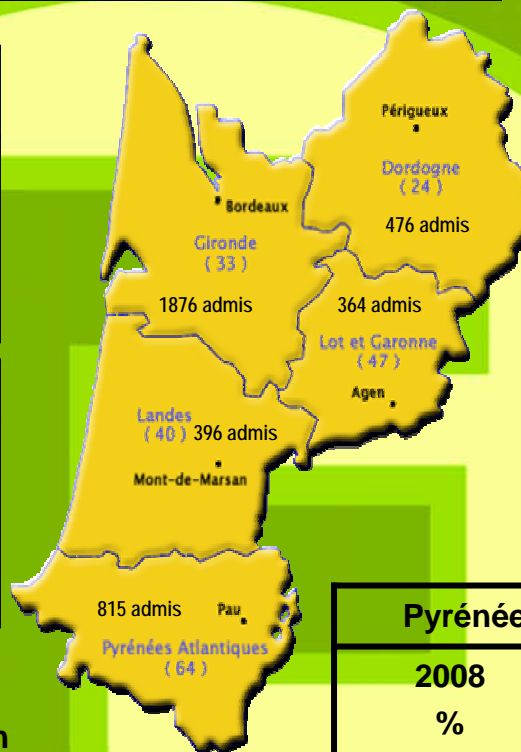 Périgueux
Dordogne
( 24 )
476 admis
Bordeaux
Gironde
( 33 )
1876 admis
364 admis
Lot et Garonne
( 47 )
Agen
Landes
( 40 ) 396 admis
Mont-de-Marsan
815 admis Pau
Pyrénées Atlantiques
( 64 )
Pyrénée
2008
%
n